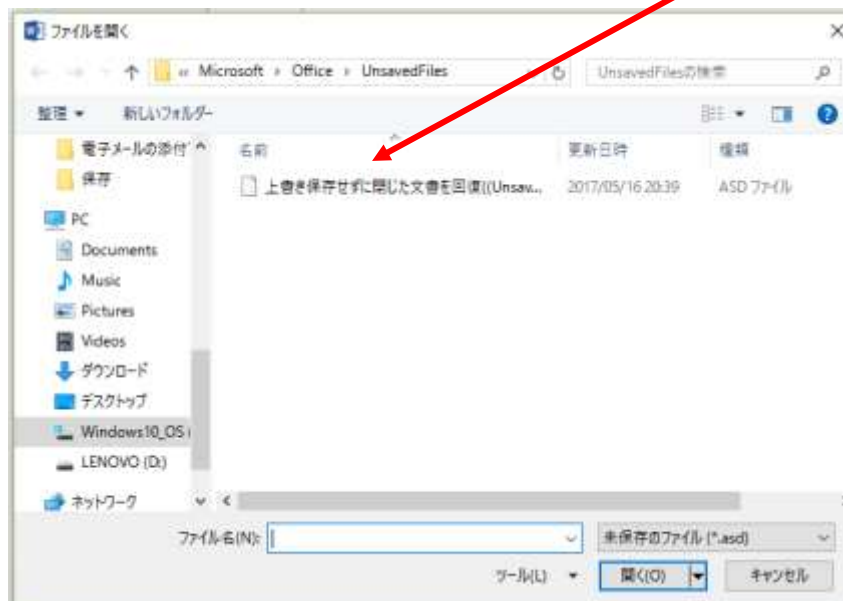 ファイルを開く
« Microsoft › Office › UnsavedFiles
UnsavedFilesの検索
整理 新しいフォルダー
電子メールの添付
保存
PC
Documents
Music
Pictures
Videos
ダウンロード
デスクトップ
Windows10_OS (
LENOVO (D:)
ネットワーク
名前 更新日時 種類
上書き保存せずに閉じた文書を回復((Unsav... 2017/05/16 20:39 ASD ファイル
ファイル名(N): 未保存のファイル (*.asd)
ツール(L) 開く(O) キャンセル